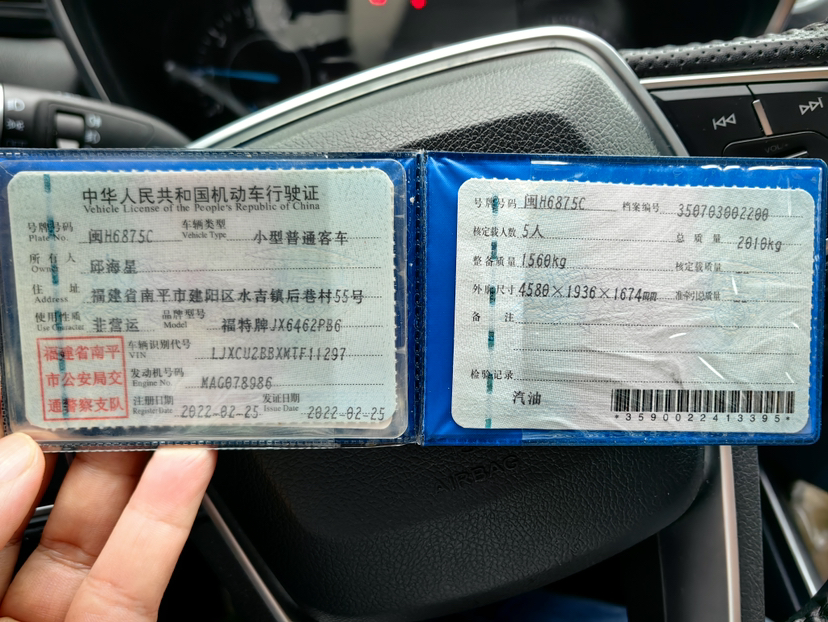 中华人民共和国机动车行驶证
Vehicle License of the People's Republic of China
号牌号码 闽H6875C 车辆类型 小型普通客车
Plate No. Vehicle Type
所有人 邱海星
Owner
住址 福建省南平市建阳区水吉镇后巷村55号
Address
使用性质 非营运 品牌型号 福特牌JX6462PB6
Use Character Model
福建省南平
市公安局交
通警察支队
车辆识别代号 LJXCU2BBXMTF11297
VIN
发动机号码 MAG078986
Engine No.
注册日期 2022-02-25 发证日期 2022-02-25
Register Date Issue Date
号牌号码 闽H6875C 档案编号 350703002200
核定载人数 5人 总质量 2010kg
整备质量 1560kg 核定载质量 --
外廓尺寸 4580×1936×1674mm 准牵引总质量 --
备注
检验记录
汽油
*3590022413395*
AIRBAG
VOL